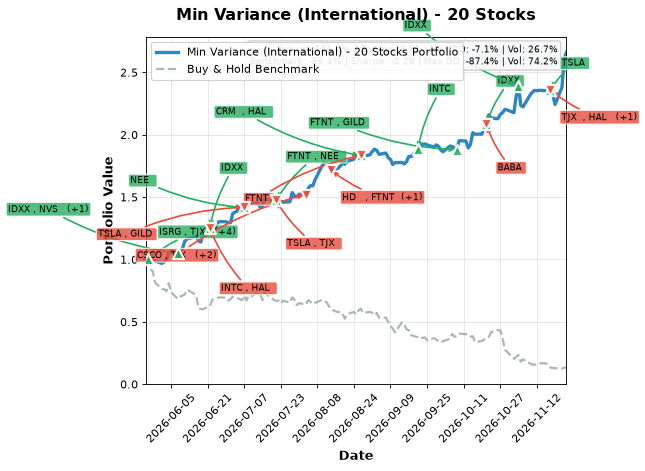 Min Variance (International) - 20 Stocks
IDXX
Min Variance (International) - 20 Stocks Portfolio
Buy & Hold Benchmark
-7.1% | Vol: 26.7%
-87.4% | Vol: 74.2%
TSLA
IDXX
INTC
TJX , HAL (+1)
CRM , HAL
FTNT , GILD
BABA
FTNT , NEE
IDXX
NEE
HD , FTNT (+1)
FTNT
IDXX , NVS (+1)
TSLA , GILD
ISRG , TJX (+4)
TSLA , TJX
(+2)
INTC , HAL
Portfolio Value
2.5
2.0
1.5
1.0
0.5
0.0
2026-06-05
2026-06-21
2026-07-07
2026-07-23
2026-08-08
2026-08-24
2026-09-09
2026-09-25
2026-10-11
2026-10-27
2026-11-12
Date